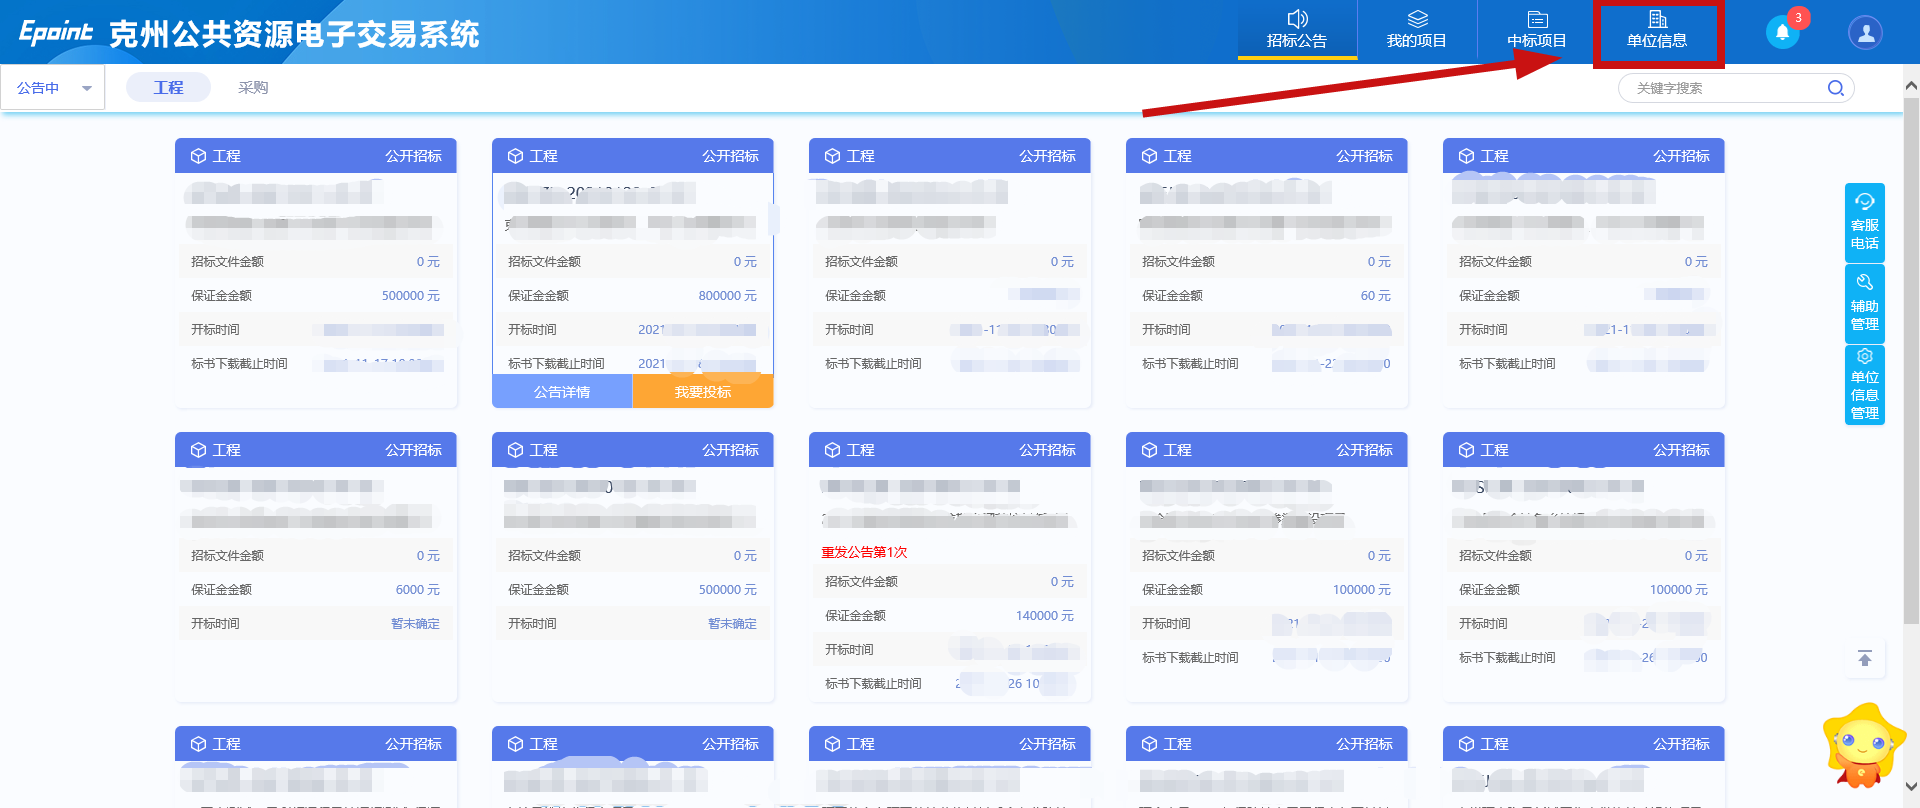 Epoint 克州公共资源电子交易系统
招标公告
我的项目
中标项目
单位信息
3
公告中
工程
采购
关键字搜索
工程 公开招标
招标文件金额 0 元
保证金金额 500000 元
开标时间
标书下载截止时间
工程 公开招标
招标文件金额 0 元
保证金金额 800000 元
开标时间 2021
标书下载截止时间 2021
公告详情 我要投标
工程 公开招标
招标文件金额 0 元
保证金金额
开标时间
标书下载截止时间
工程 公开招标
招标文件金额 0 元
保证金金额 60 元
开标时间
标书下载截止时间
工程 公开招标
招标文件金额 0 元
保证金金额
开标时间
标书下载截止时间
客服
电话
辅助
管理
单位
信息
管理
工程 公开招标
招标文件金额 0 元
保证金金额 6000 元
开标时间 暂未确定
工程 公开招标
招标文件金额 0 元
保证金金额 500000 元
开标时间 暂未确定
工程 公开招标
重发公告第1次
招标文件金额 0 元
保证金金额 140000 元
开标时间
标书下载截止时间 26 10
工程 公开招标
招标文件金额 0 元
保证金金额 100000 元
开标时间
标书下载截止时间
工程 公开招标
招标文件金额 0 元
保证金金额 100000 元
开标时间
标书下载截止时间
工程 公开招标
工程 公开招标
工程 公开招标
工程 公开招标
工程 公开招标